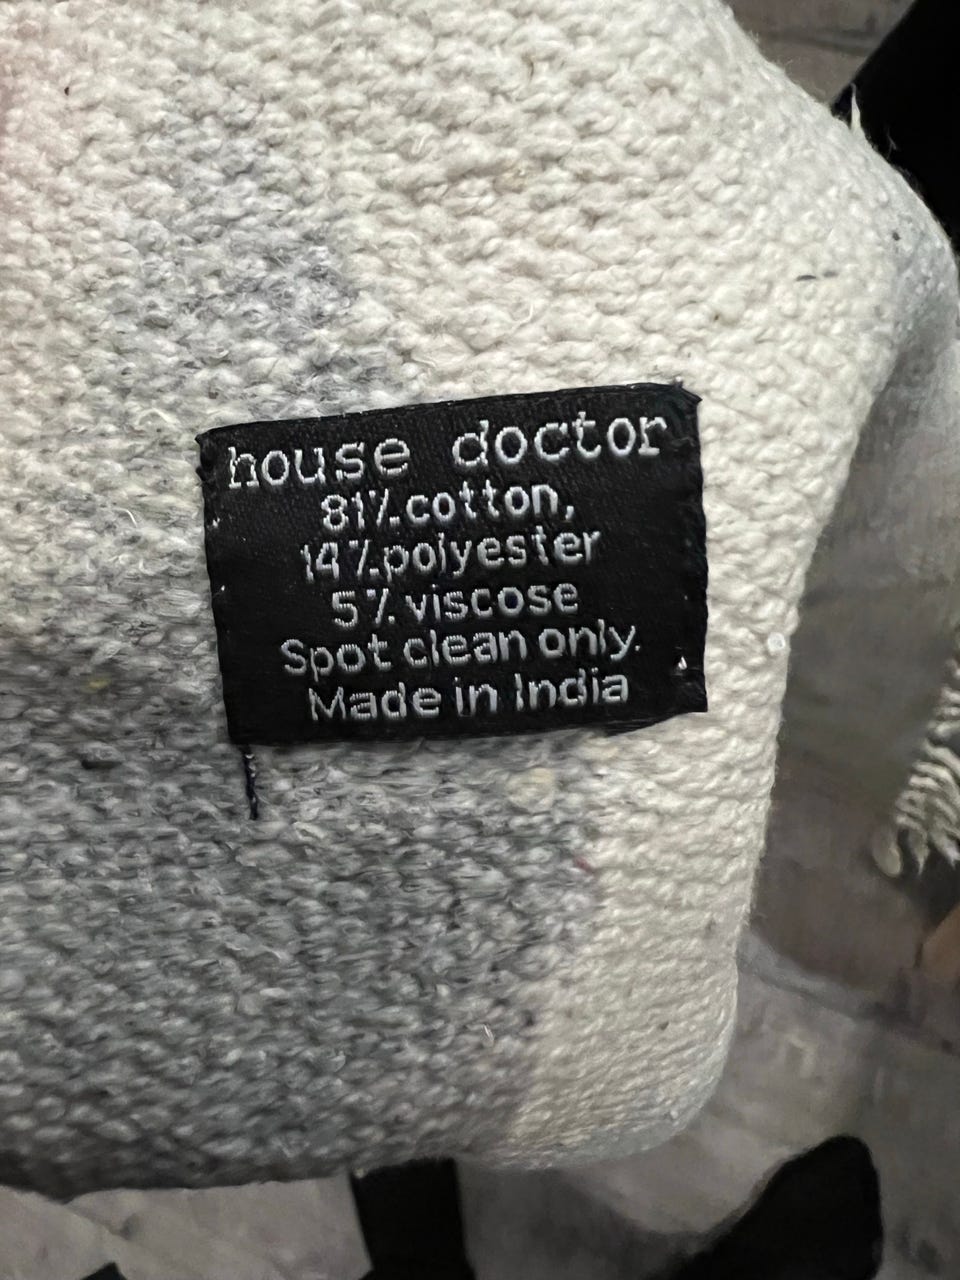 house doctor
81% cotton,
14% polyester
5% viscose
Spot clean only.
Made in India